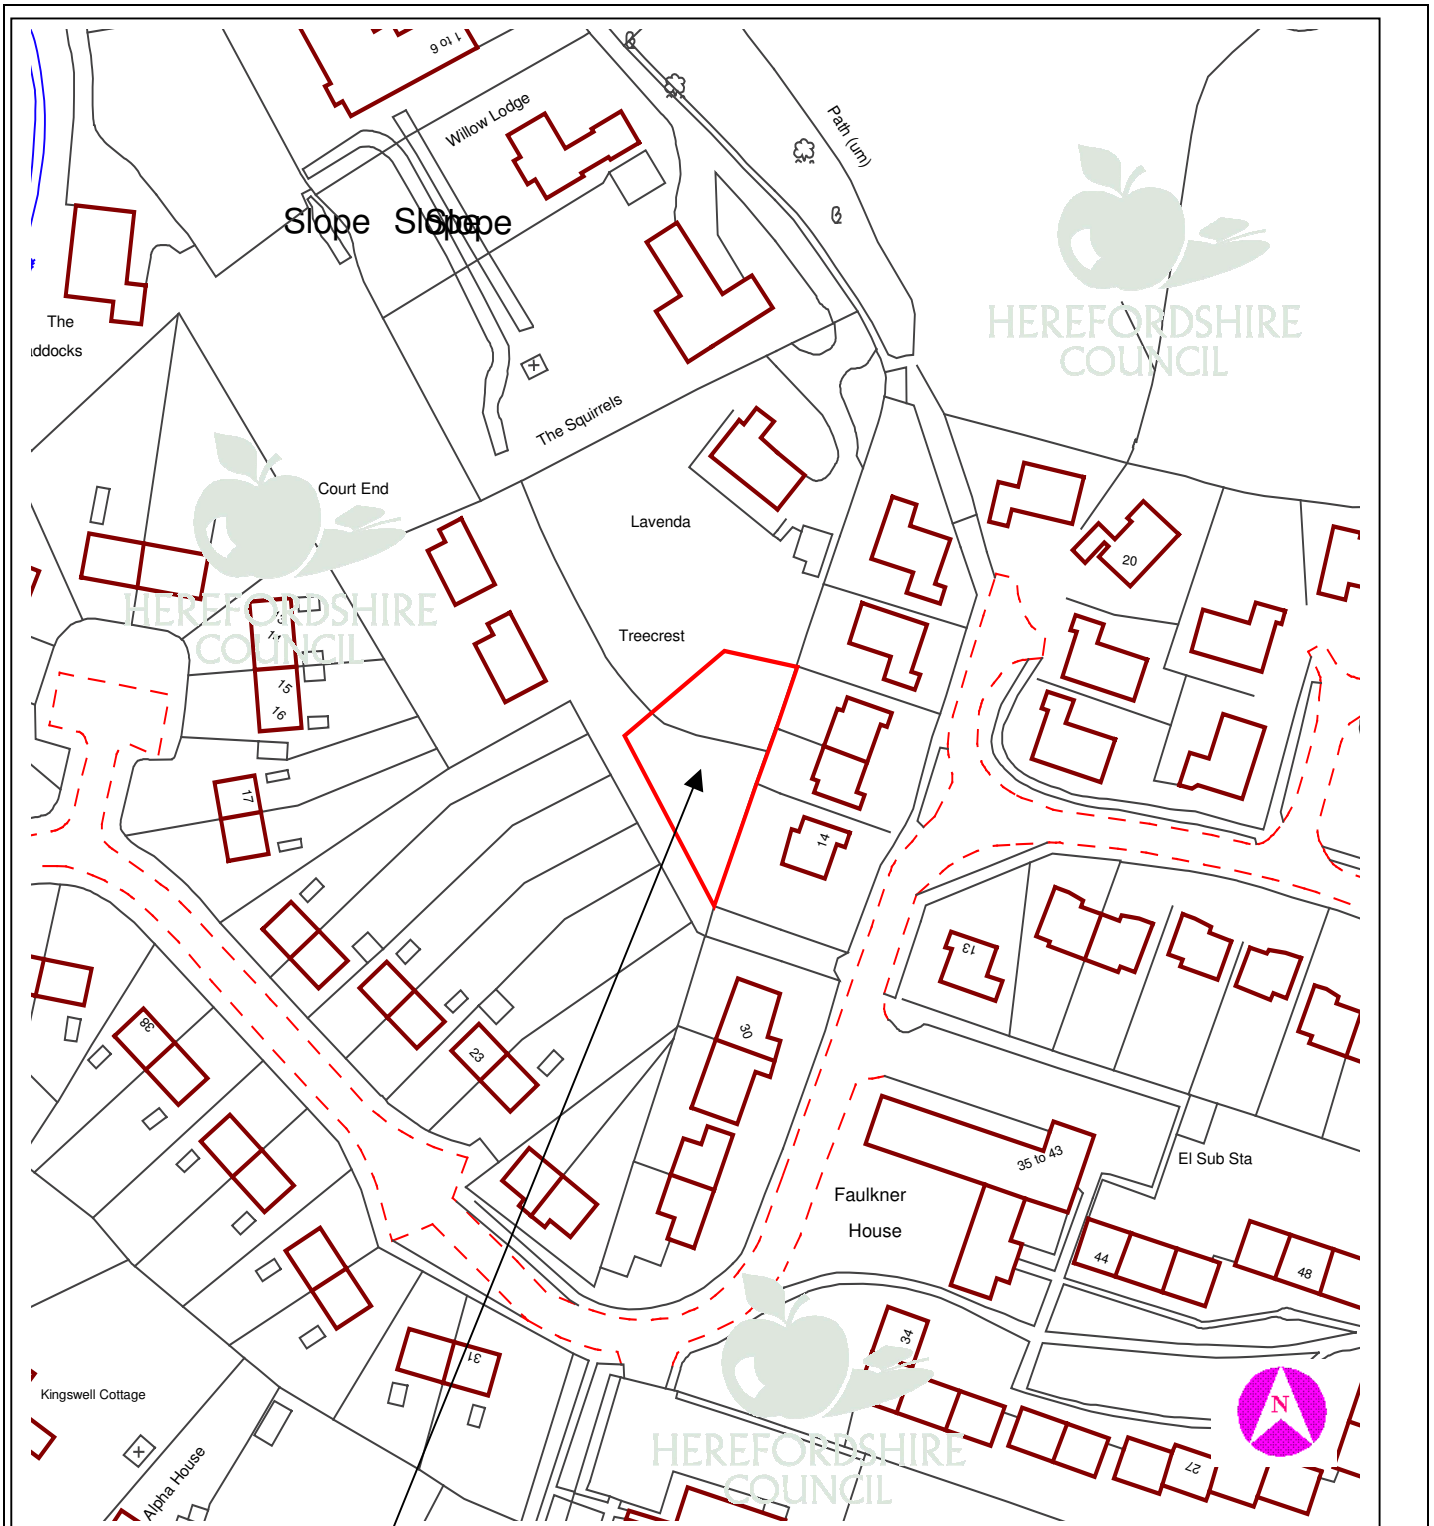 1 to 6
Willow Lodge
Path (um)
Slope
Slope
Slope
HEREFORDSHIRE
COUNCIL
The
addocks
The Squirrels
Court End
Lavenda
20
HEREFORDSHIRE
COUNCIL
Treecrest
15
16
17
14
13
38
30
23
35 to 43
El Sub Sta
Faulkner
House
44
48
34
31
Kingswell Cottage
N
HEREFORDSHIRE
COUNCIL
27
Alpha House